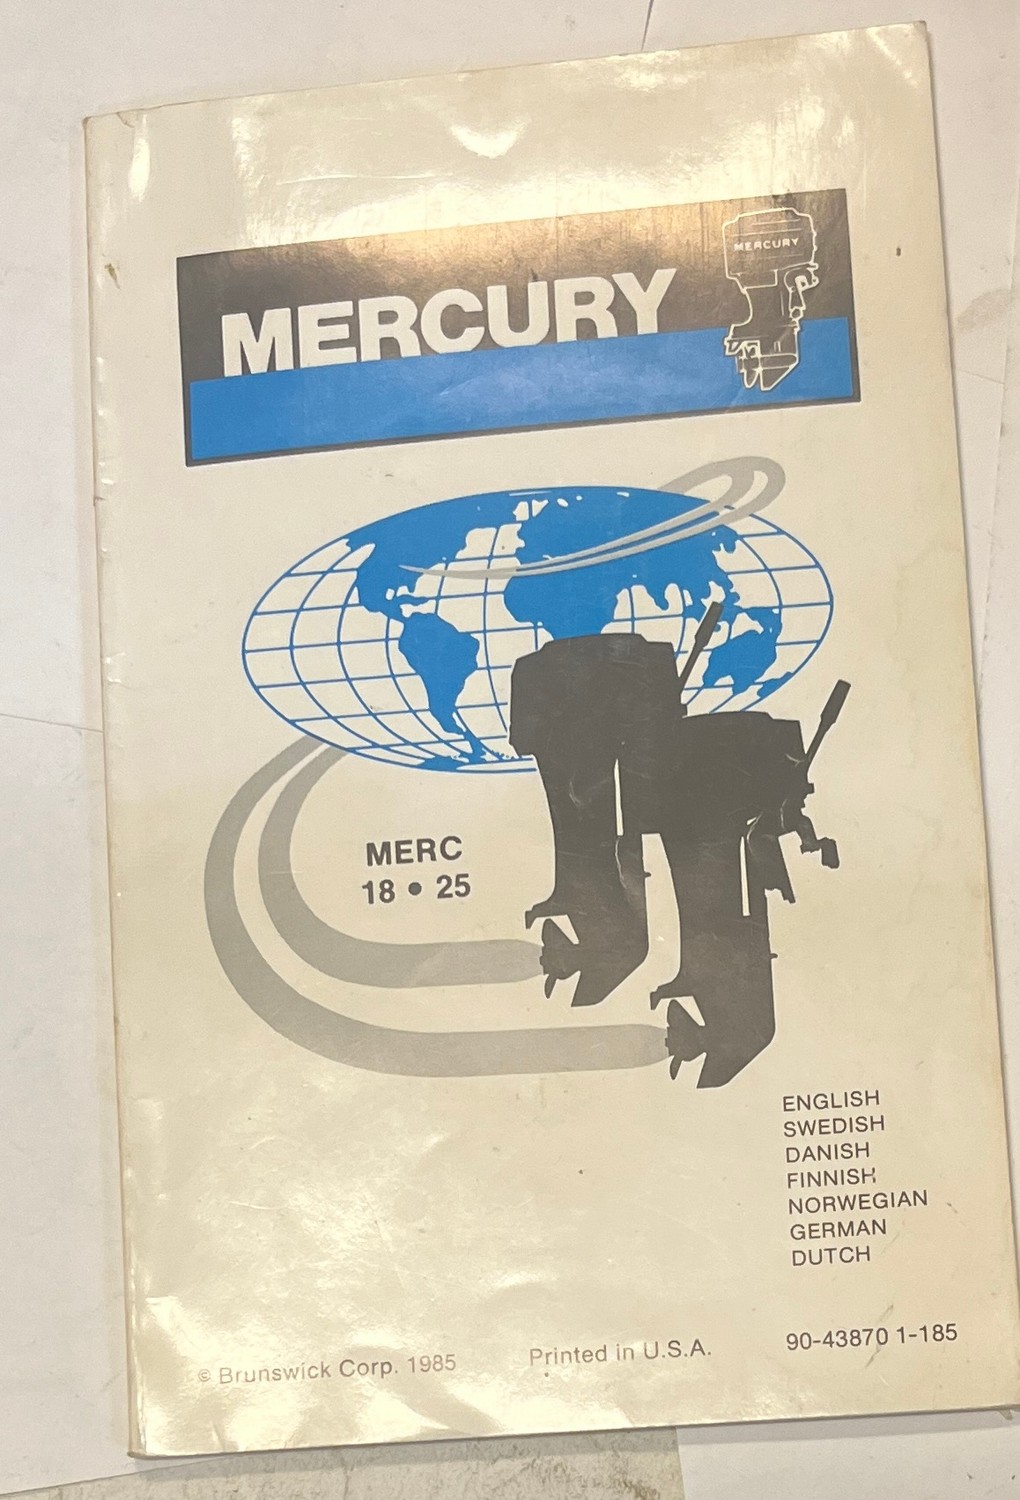 MERCURY
MERCURY
MERC
18 • 25
ENGLISH
SWEDISH
DANISH
FINNISH
NORWEGIAN
GERMAN
DUTCH
© Brunswick Corp. 1985 Printed in U.S.A. 90-43870 1-185